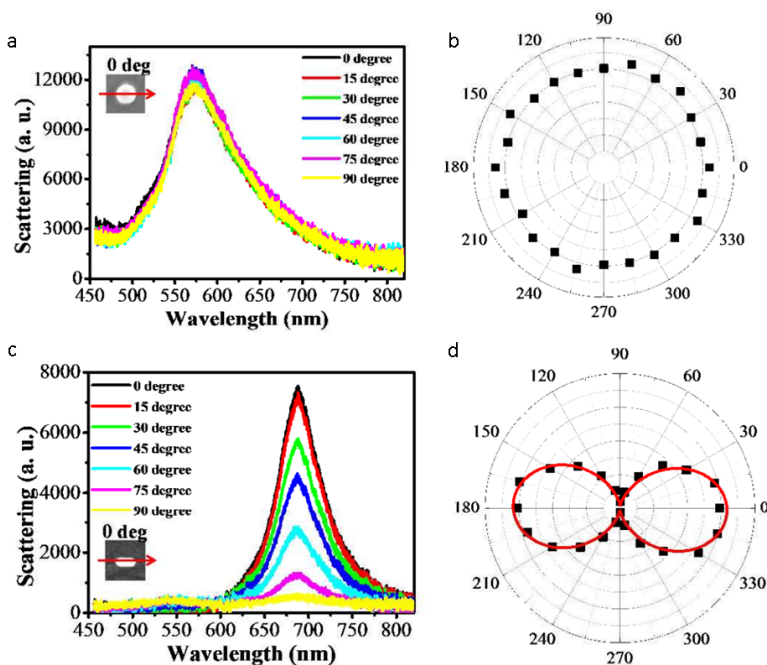 a
0 deg
Scattering (a. u.)
12000
9000
6000
3000
0
450 500 550 600 650 700 750 800
Wavelength (nm)
0 degree
15 degree
30 degree
45 degree
60 degree
75 degree
90 degree
b
90
120 60
150 30
180 0
210 330
240 300
270
c
0 degree
15 degree
30 degree
45 degree
60 degree
75 degree
90 degree
0 deg
Scattering (a. u.)
8000
6000
4000
2000
0
450 500 550 600 650 700 750 800
Wavelength (nm)
d
90
120 60
150 30
180 0
210 330
240 300
270